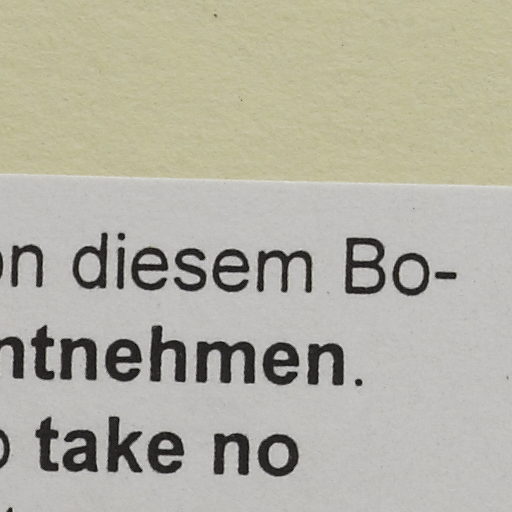 on diesem Bo-
ntnehmen.
o take no